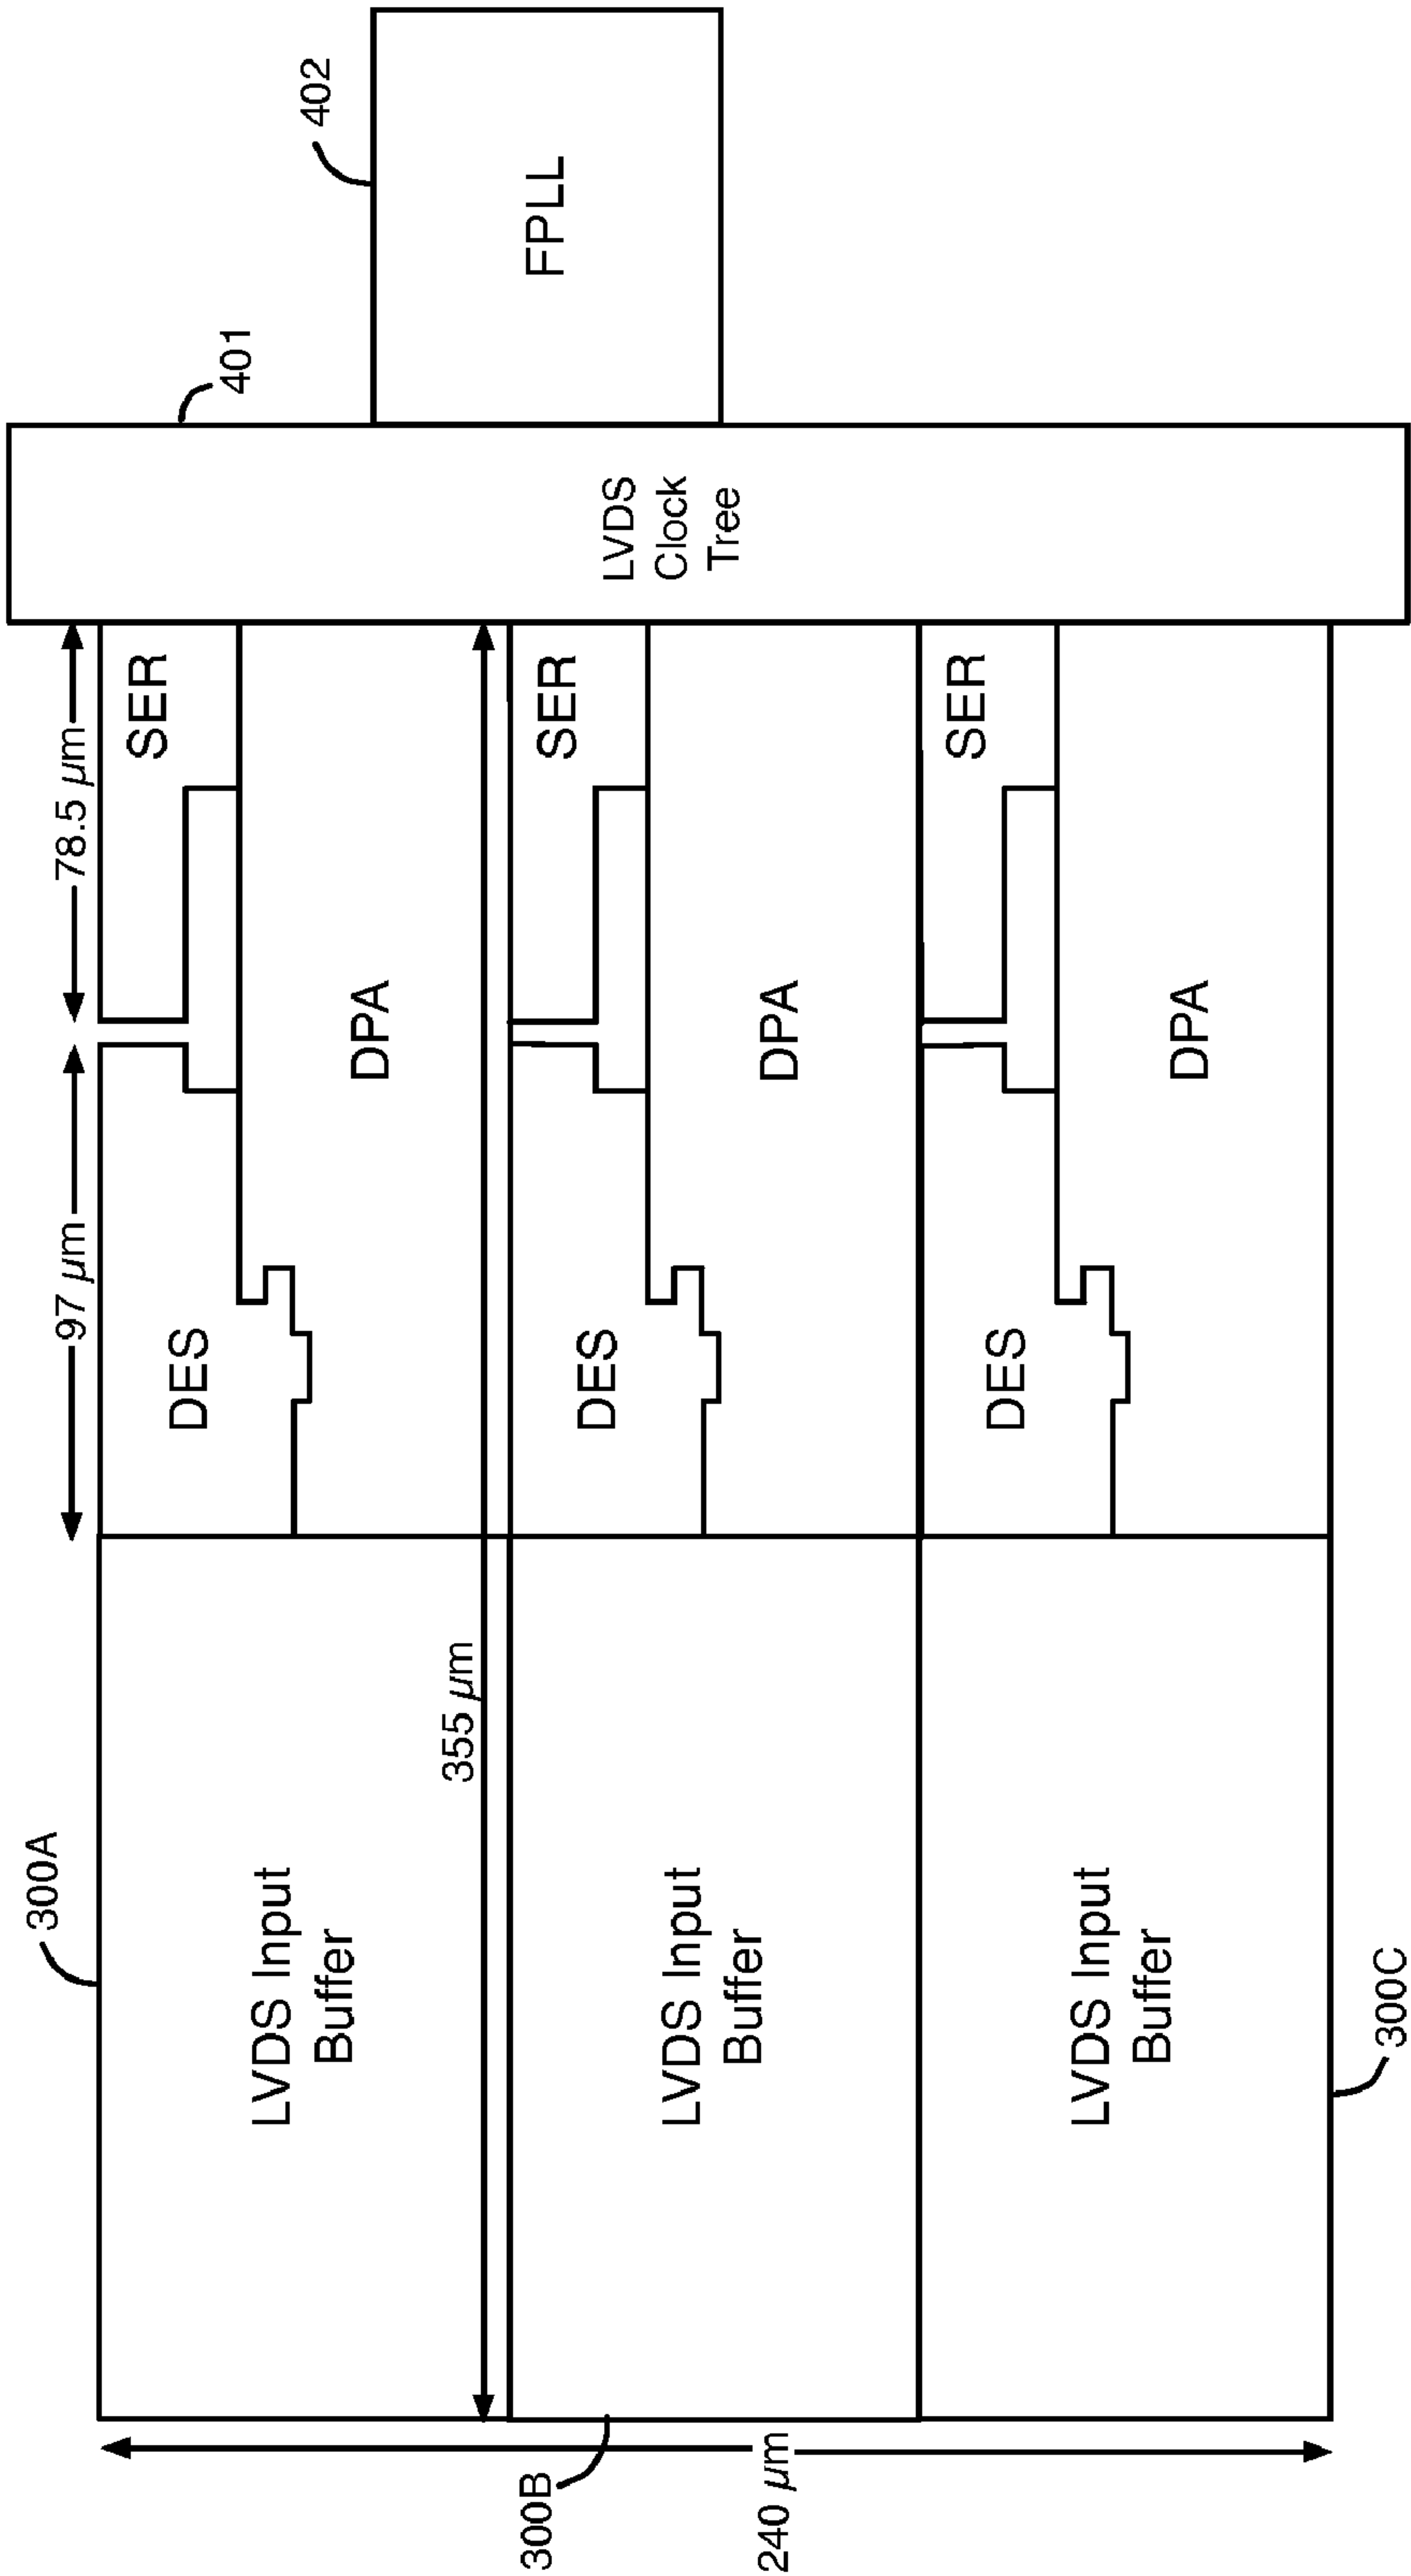 300A
97 µm
78.5 µm
401
402
LVDS Input
Buffer
DES
SER
DPA
355 µm
FPLL
LVDS
Clock
Tree
300B
LVDS Input
Buffer
DES
SER
DPA
240 µm
LVDS Input
Buffer
DES
SER
DPA
300C